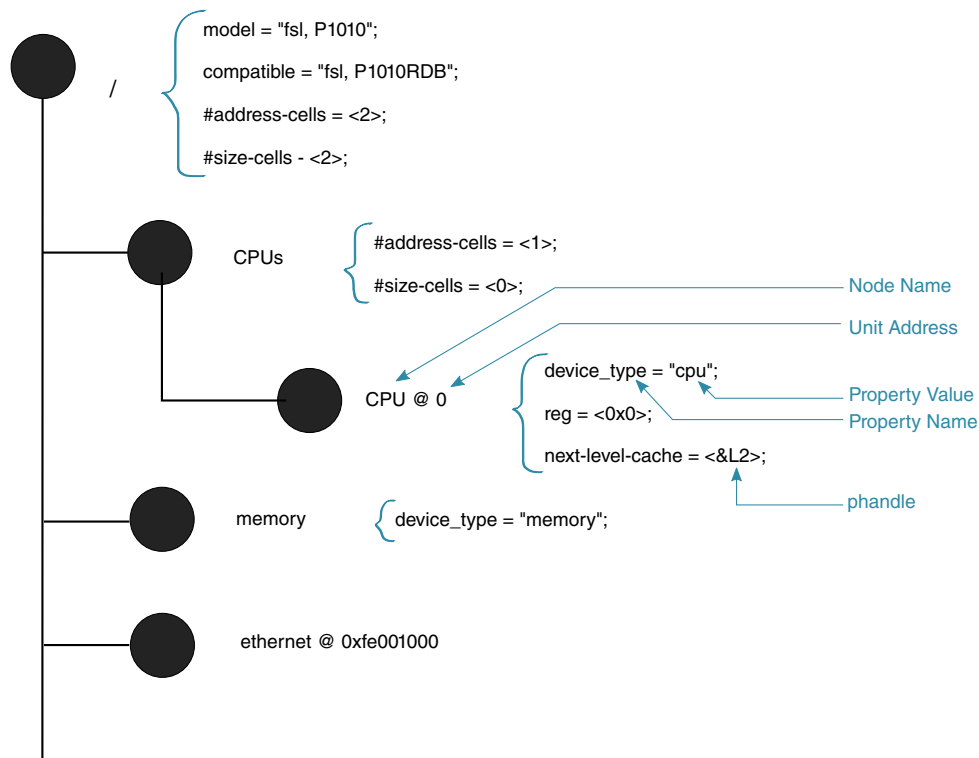 model = "fsl, P1010";
/
compatible = "fsl, P1010RDB";
#address-cells = <2>;
#size-cells - <2>;
CPUs
#address-cells = <1>;
#size-cells = <0>;
Node Name
Unit Address
CPU @ 0
device_type = "cpu";
Property Value
reg = <0x0>;
Property Name
next-level-cache = <&L2>;
phandle
memory
device_type = "memory";
ethernet @ 0xfe001000